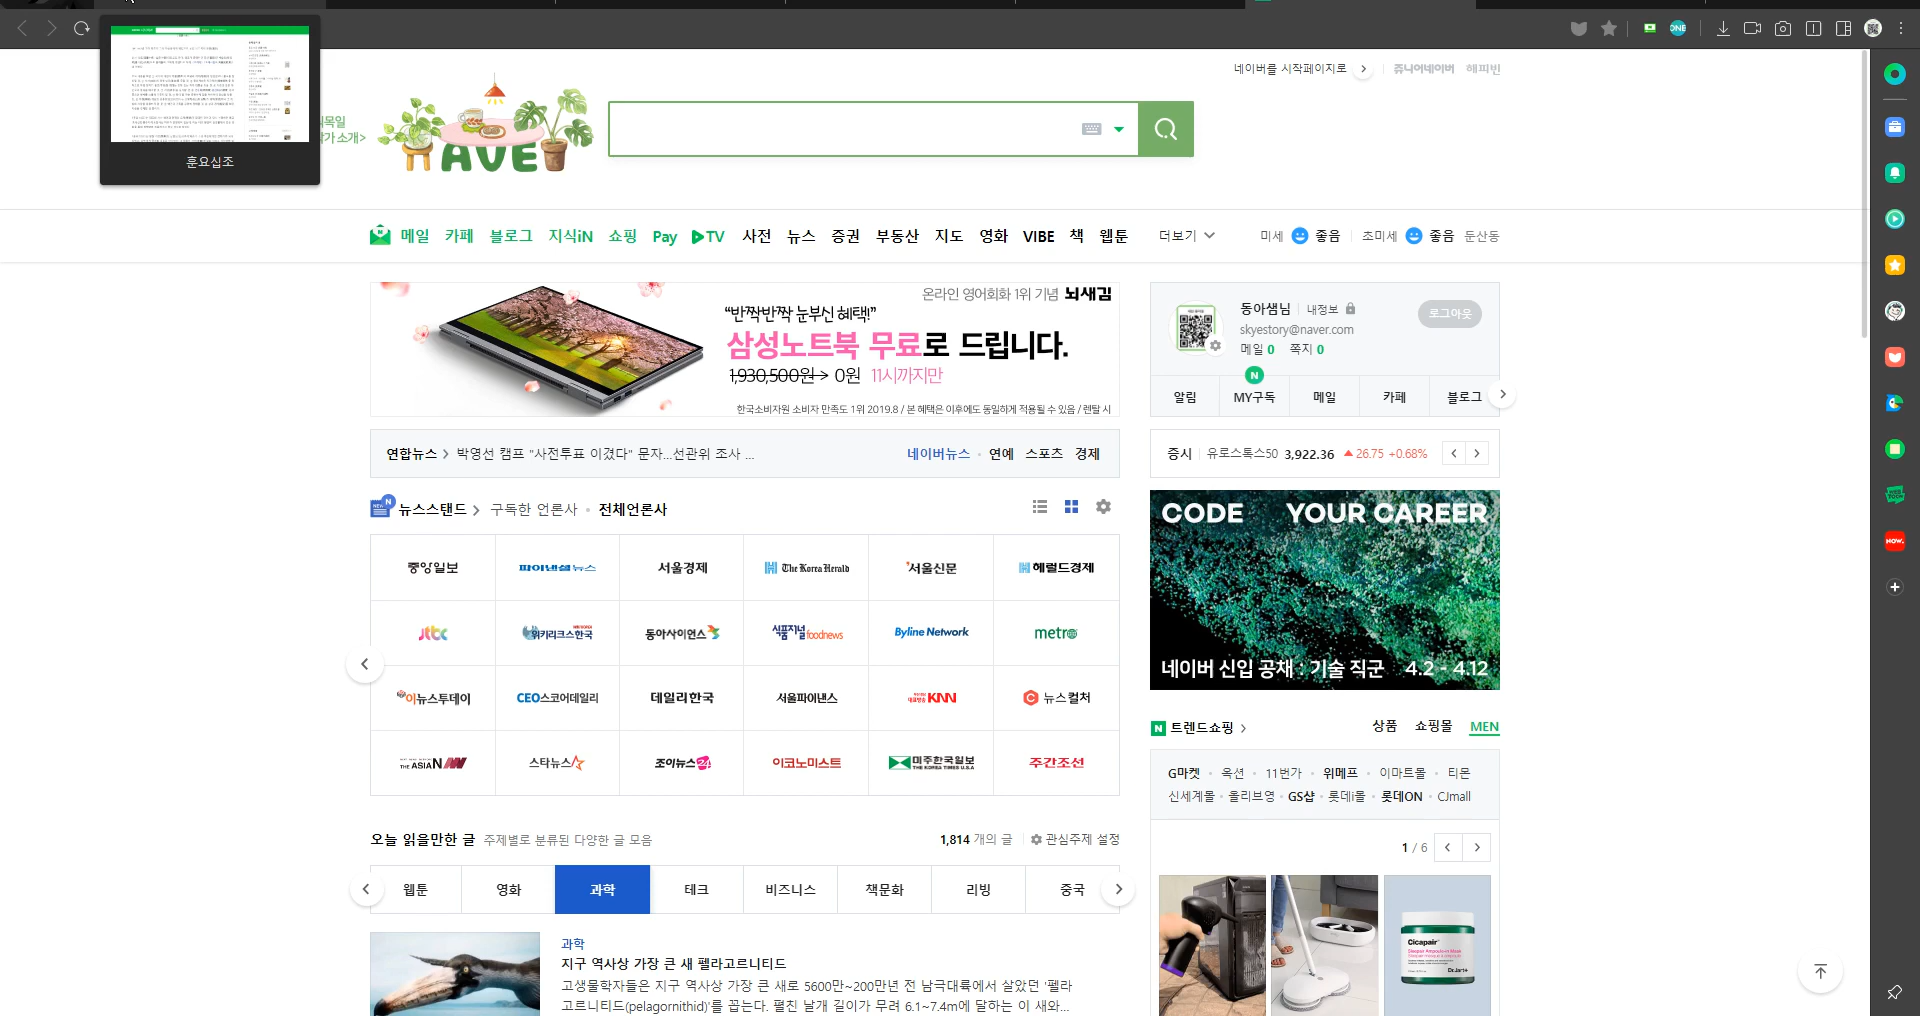 ONE
훈요십조
네이버를 시작페이지로
쥬니어네이버 해피빈
목일
작가 소개>
AVE
메일 카페 블로그 지식iN 쇼핑 Pay TV 사전 뉴스 증권 부동산 지도 영화 VIBE 책 웹툰 더보기
미세 좋음 초미세 좋음 둔산동
온라인 영어회화 1위 기념 뇌새김
“반짝반짝 눈부신 혜택!”
삼성노트북 무료로 드립니다.
1,930,500원→ 0원 11시까지만
한국소비자원 소비자 만족도 1위 2019.8 / 본 혜택은 이후에도 동일하게 적용될 수 있음 / 렌탈 시
동아샘님 내정보
로그아웃
skyestory@naver.com
메일 0 쪽지 0
N
알림 MY구독 메일 카페 블로그
연합뉴스 > 박영선 캠프 "사전투표 이겼다" 문자...선관위 조사 ...
네이버뉴스 · 연예 스포츠 경제
증시 유로스톡스50 3,922.36 ▲26.75 +0.68%
뉴스스탠드 > 구독한 언론사 · 전체언론사
중앙일보 파이낸셜뉴스 서울경제 The Korea Herald 서울신문 헤럴드경제
jtbc 위키리크스한국 동아사이언스 식품저널 foodnews Byline Network metro
이뉴스투데이 CEO스코어데일리 데일리한국 서울파이낸스 KNN 뉴스컬처
THE ASIAN 스타뉴스 조이뉴스24 이코노미스트 미주한국일보 주간조선
THE KOREA TIMES U.S.A
CODE YOUR CAREER
네이버 신입 공채 : 기술 직군 4.2 - 4.12
N 트렌드쇼핑 >
상품 쇼핑몰 MEN
G마켓 · 옥션 · 11번가 · 위메프 · 이마트몰 · 티몬
신세계몰 · 올리브영 · GS샵 · 롯데i몰 · 롯데ON · CJmall
1 / 6
오늘 읽을만한 글 주제별로 분류된 다양한 글 모음
1,814 개의 글 관심주제 설정
웹툰 영화 과학 테크 비즈니스 책문화 리빙 중국
과학
지구 역사상 가장 큰 새 펠라고르니티드
고생물학자들은 지구 역사상 가장 큰 새로 5600만~200만년 전 남극대륙에서 살았던 '펠라
고르니티드(pelagornithid)'를 꼽는다. 펼친 날개 길이가 무려 6.1~7.4m에 달하는 이 새와...
Cicapair
Dr.Jart+
WEB
TOON
NOW.